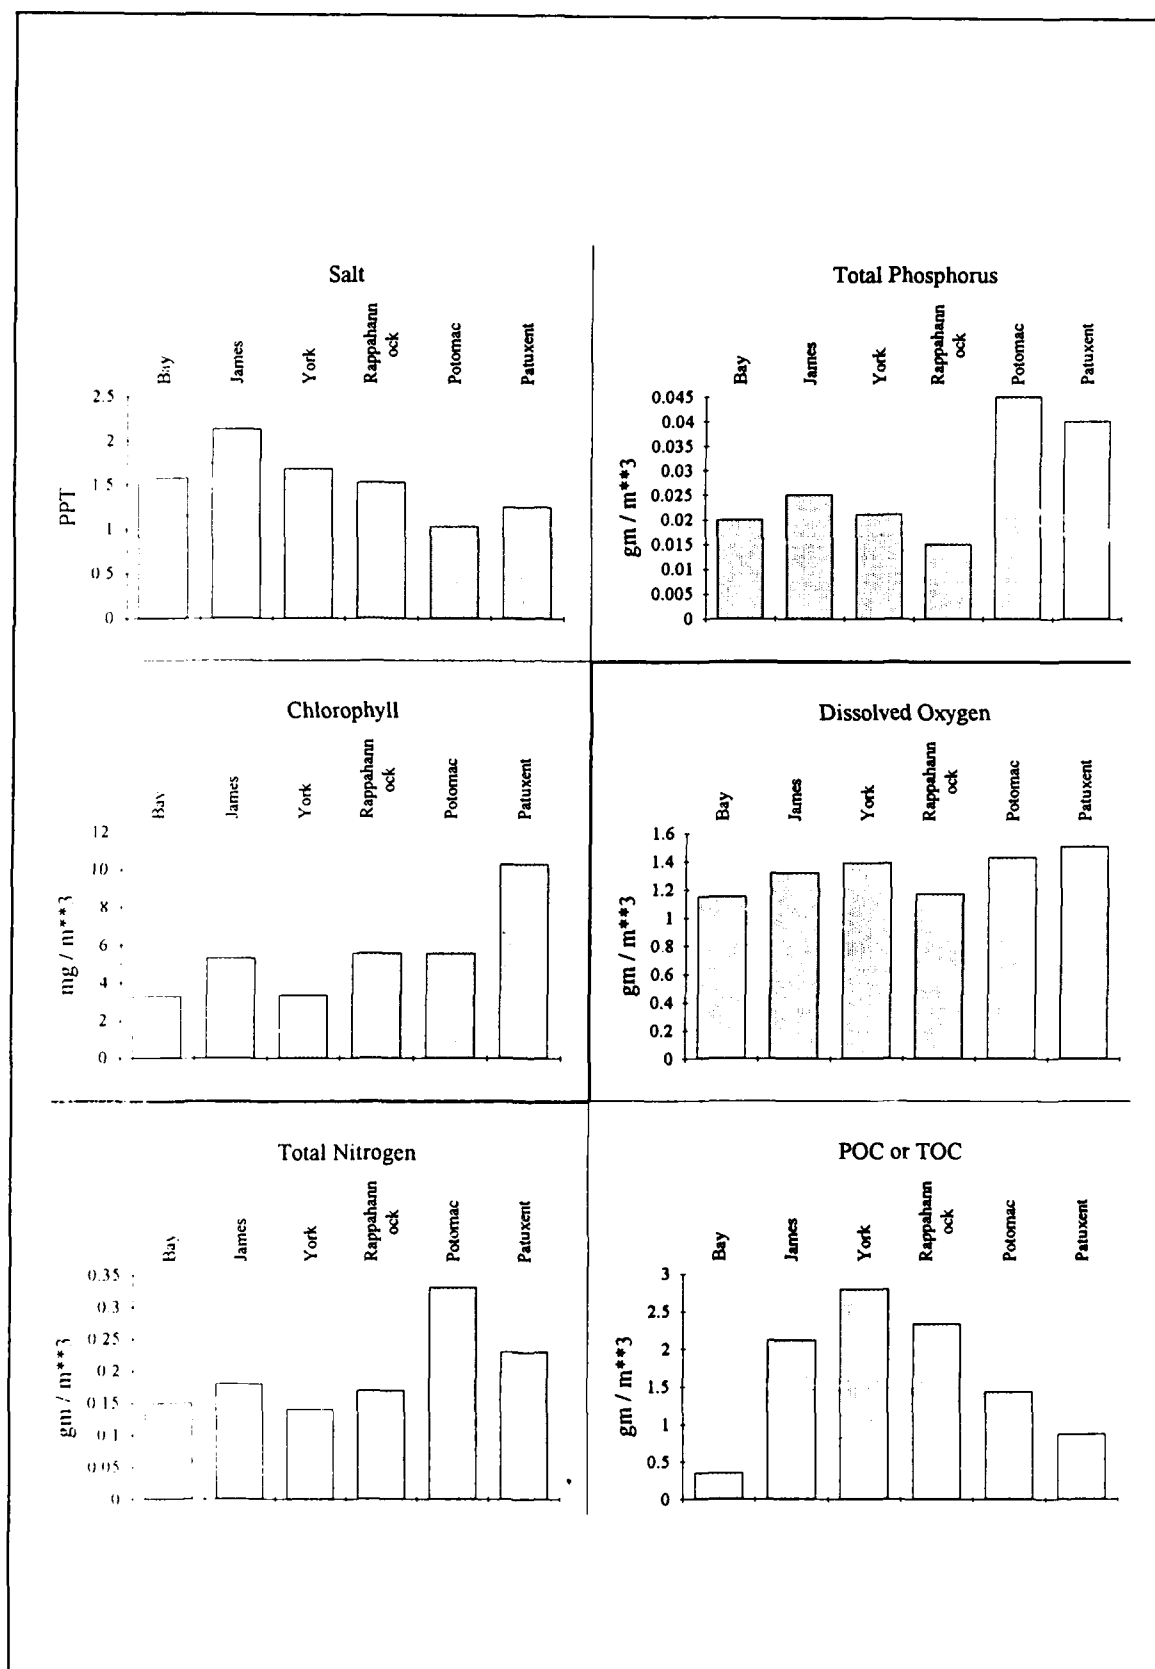 Salt
Bay
James
York
Rappahann
ock
Potomac
Patuxent
PPT
2.5
2
1.5
1
0.5
0
Total Phosphorus
Bay
James
York
Rappahann
ock
Potomac
Patuxent
gm / m**3
0.045
0.04
0.035
0.03
0.025
0.02
0.015
0.01
0.005
0
Chlorophyll
Bay
James
York
Rappahann
ock
Potomac
Patuxent
mg / m**3
12
10
8
6
4
2
0
Dissolved Oxygen
Bay
James
York
Rappahann
ock
Potomac
Patuxent
gm / m**3
1.6
1.4
1.2
1
0.8
0.6
0.4
0.2
0
Total Nitrogen
Bay
James
York
Rappahann
ock
Potomac
Patuxent
gm / m**3
0.35
0.3
0.25
0.2
0.15
0.1
0.05
0
POC or TOC
Bay
James
York
Rappahann
ock
Potomac
Patuxent
gm / m**3
3
2.5
2
1.5
1
0.5
0